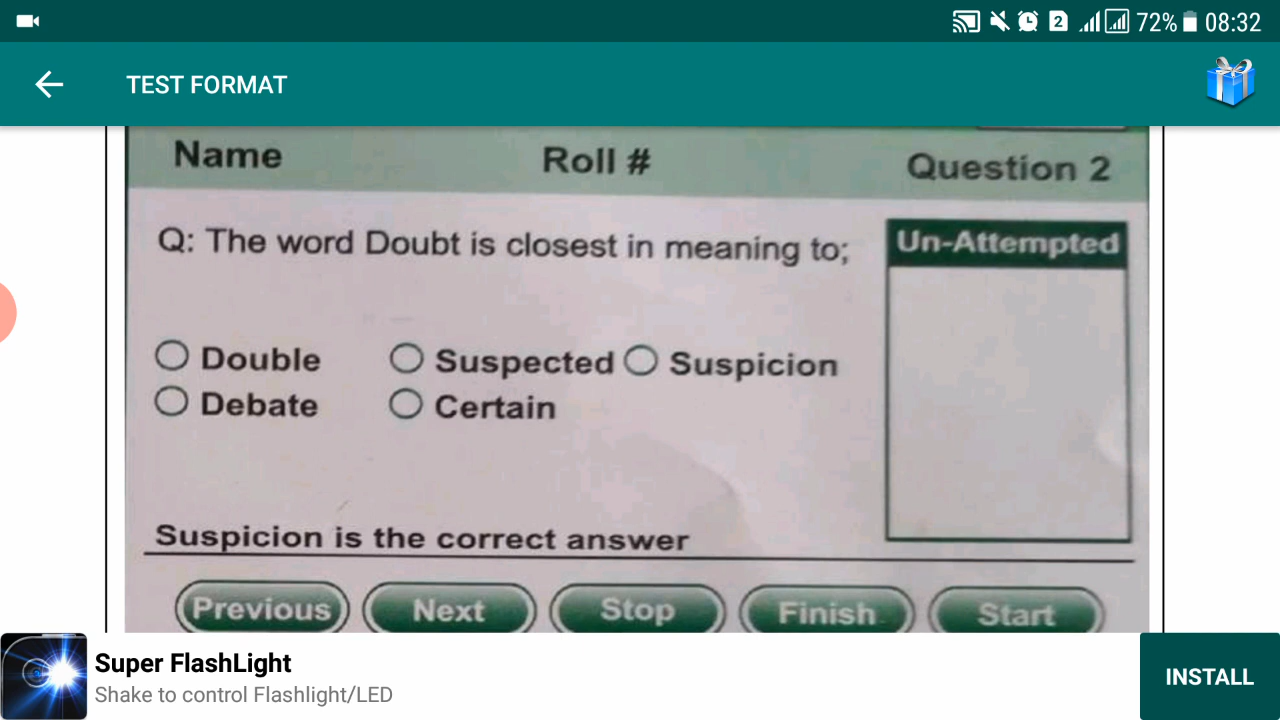 2 72% 08:32
TEST FORMAT
Name Roll # Question 2
Q: The word Doubt is closest in meaning to;
Un-Attempted
Double Suspected Suspicion
Debate Certain
Suspicion is the correct answer
Previous Next Stop Finish Start
Super FlashLight
Shake to control Flashlight/LED
INSTALL